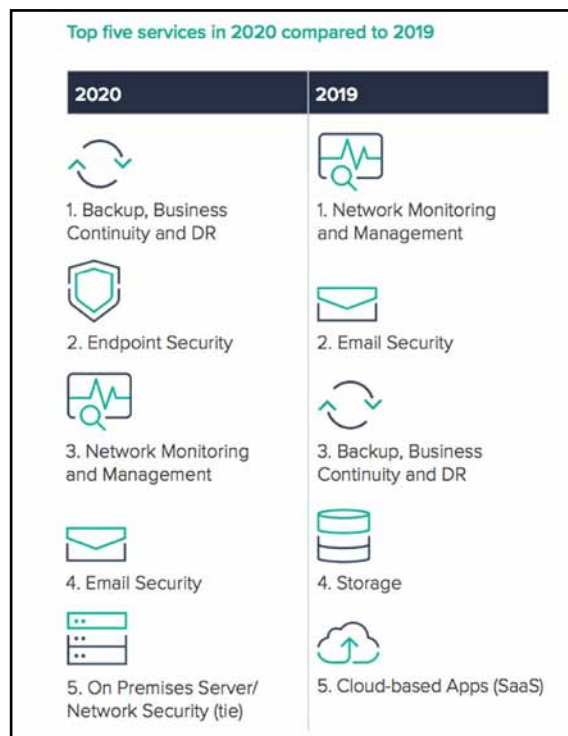 Top five services in 2020 compared to 2019
2020
2019
1. Backup, Business
Continuity and DR
1. Network Monitoring
and Management
2. Endpoint Security
2. Email Security
3. Network Monitoring
and Management
3. Backup, Business
Continuity and DR
4. Email Security
4. Storage
5. On Premises Server/
Network Security (tie)
5. Cloud-based Apps (SaaS)